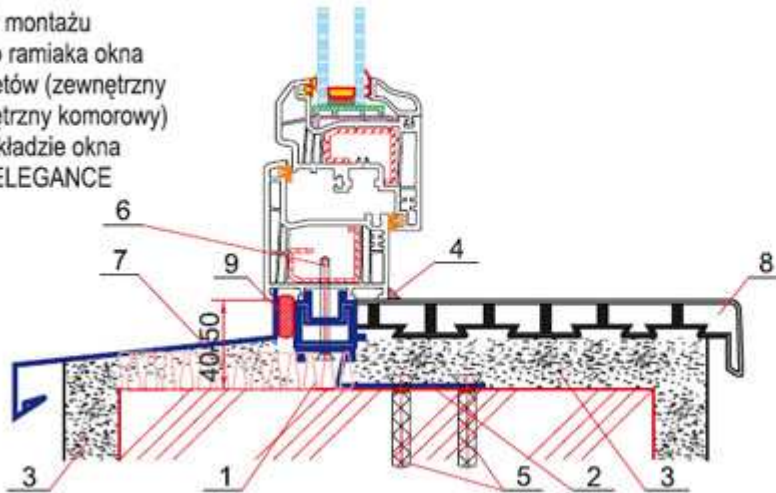 montażu
ramiaka okna
etów (zewnętrzny
ętrzny komorowy)
kładzie okna
ELEGANCE
6
7
9
4
8
40÷50
3
1
5
2
3